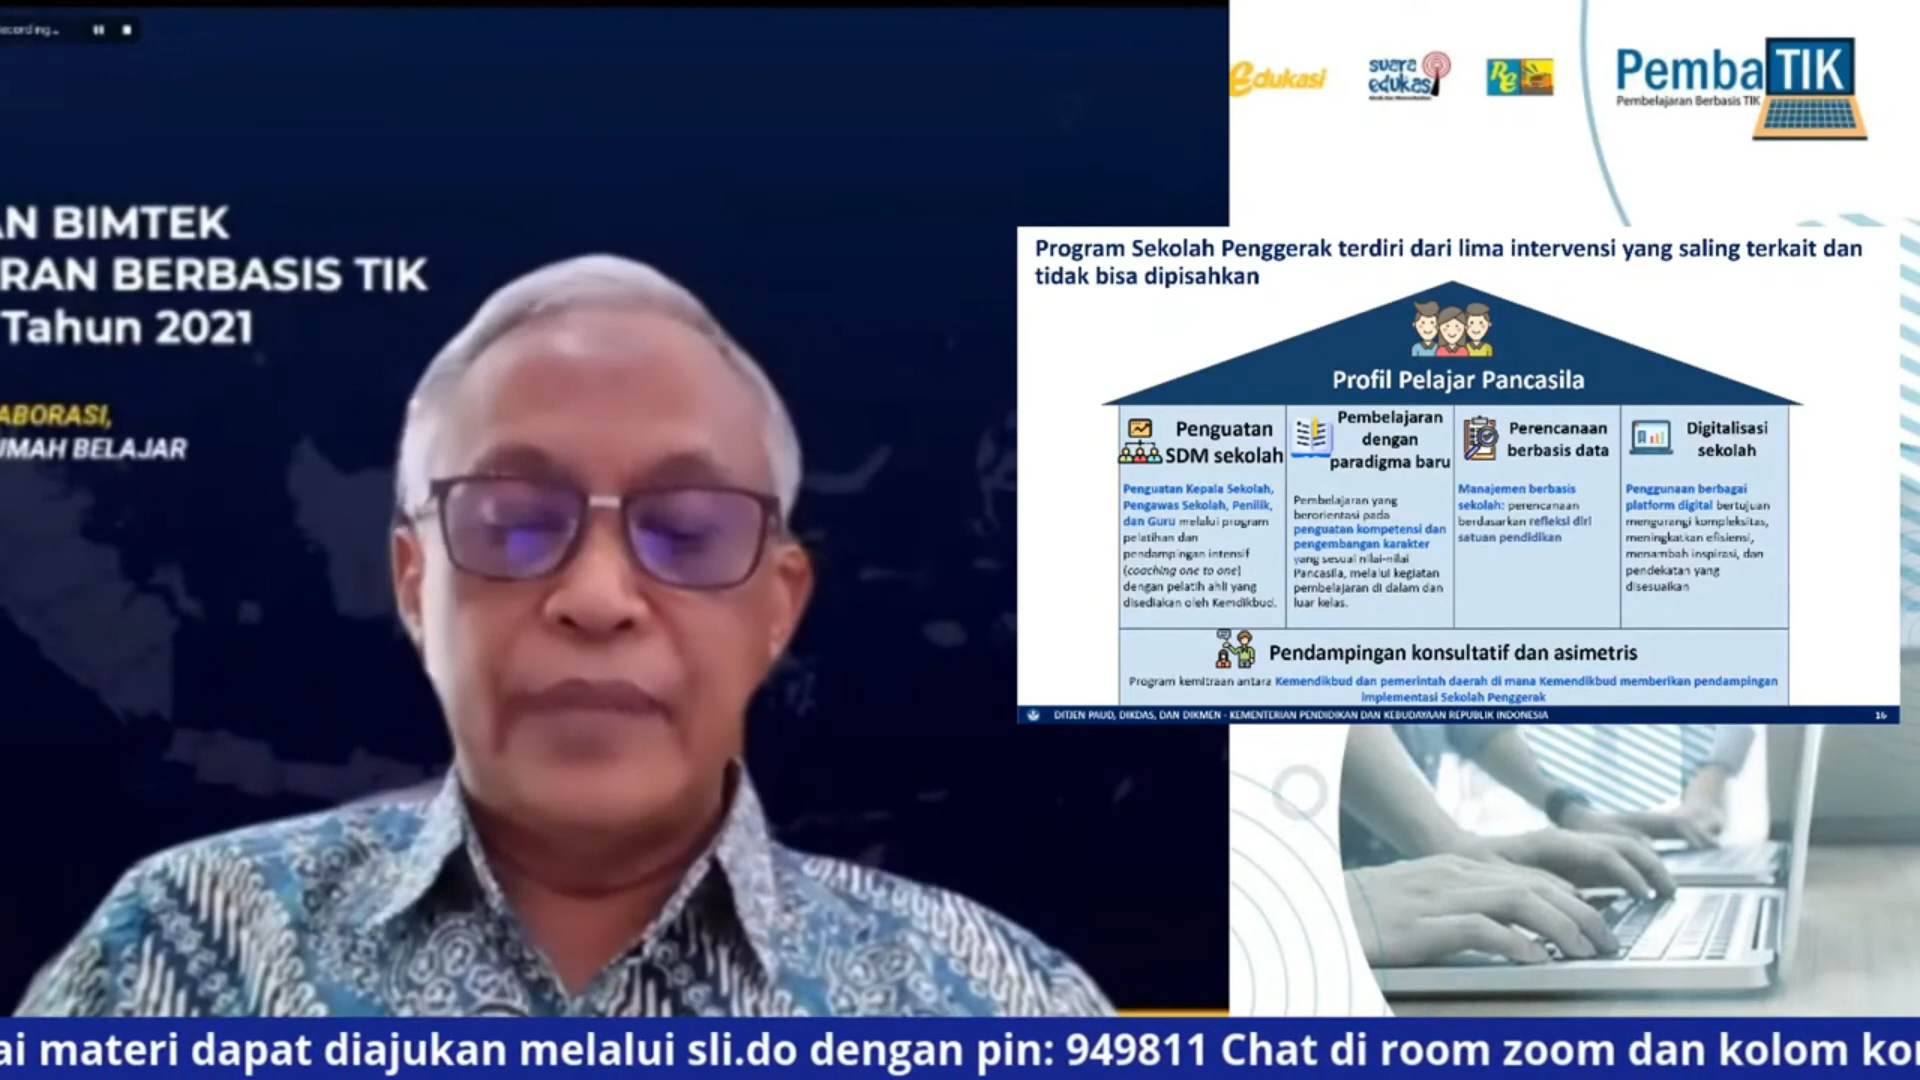 AN BIMTEK
RAN BERBASIS TIK
Tahun 2021
ABORASI,
UMAH BELAJAR
Edukasi
suara
edukasi
Re
PembaTIK
Pembelajaran Berbasis TIK
Program Sekolah Penggerak terdiri dari lima intervensi yang saling terkait dan
tidak bisa dipisahkan
Profil Pelajar Pancasila
Penguatan
SDM sekolah
Penguatan Kepala Sekolah,
Pengawas Sekolah, Penilik,
dan Guru melalui program
pelatihan dan
pendampingan intensif
(coaching one to one)
dengan pelatih ahli yang
disediakan oleh Kemdikbud.
Pembelajaran
dengan
paradigma baru
Pembelajaran yang
berorientasi pada
penguatan kompetensi dan
pengembangan karakter
yang sesuai nilai-nilai
Pancasila, melalui kegiatan
pembelajaran di dalam dan
luar kelas.
Perencanaan
berbasis data
Manajemen berbasis
sekolah: perencanaan
berdasarkan refleksi diri
satuan pendidikan
Digitalisasi
sekolah
Penggunaan berbagai
platform digital bertujuan
mengurangi kompleksitas,
meningkatkan efisiensi,
menambah inspirasi, dan
pendekatan yang
disesuaikan
Pendampingan konsultatif dan asimetris
Program kemitraan antara Kemendikbud dan pemerintah daerah di mana Kemendikbud memberikan pendampingan
implementasi Sekolah Penggerak
DITJEN PAUD, DIKDAS, DAN DIKMEN - KEMENTERIAN PENDIDIKAN DAN KEBUDAYAAN REPUBLIK INDONESIA 16
ai materi dapat diajukan melalui sli.do dengan pin: 949811 Chat di room zoom dan kolom ko